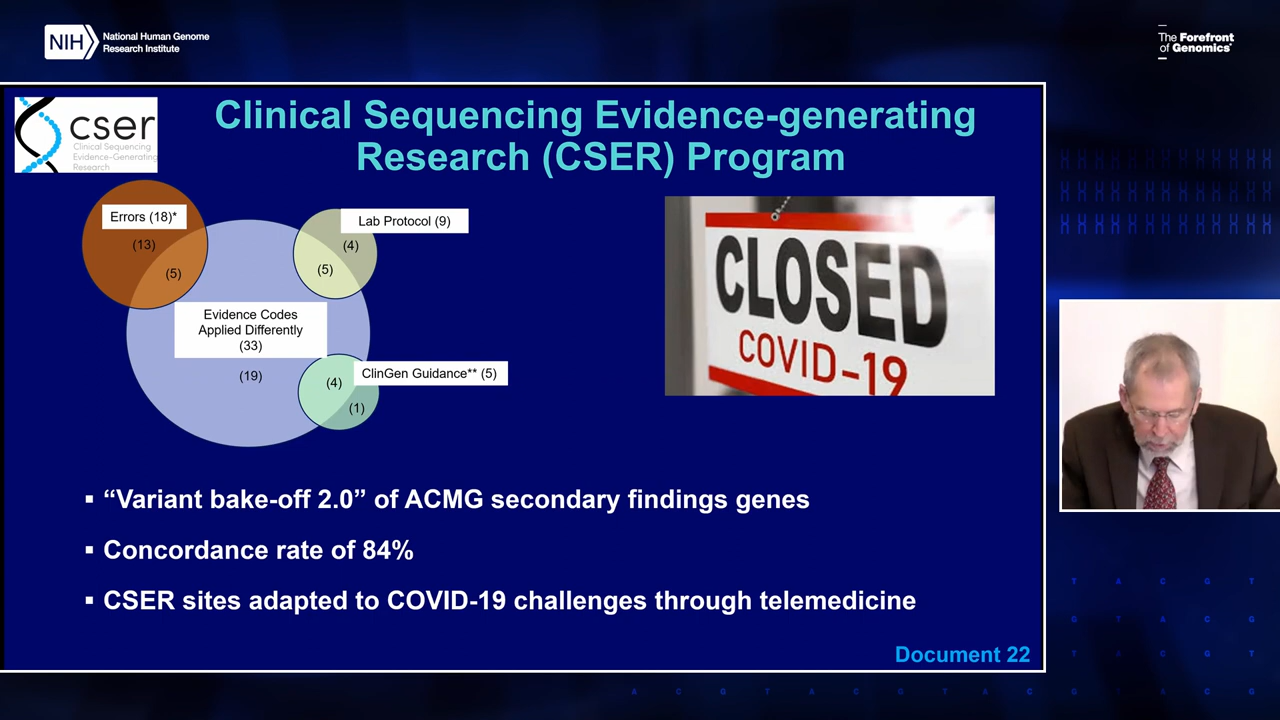 NIH
National Human Genome
Research Institute
The Forefront
of Genomics®
cser
Clinical Sequencing
Evidence-Generating
Research
Clinical Sequencing Evidence-generating
Research (CSER) Program
Errors (18)*
(13)
(5)
Lab Protocol (9)
(4)
(5)
Evidence Codes
Applied Differently
(33)
(19)
ClinGen Guidance** (5)
(4)
(1)
CLOSED
COVID-19
▪ “Variant bake-off 2.0” of ACMG secondary findings genes
▪ Concordance rate of 84%
▪ CSER sites adapted to COVID-19 challenges through telemedicine
Document 22
T A C G T
G T A C G
T A C G T
A C G T A C G T A C G T A C G